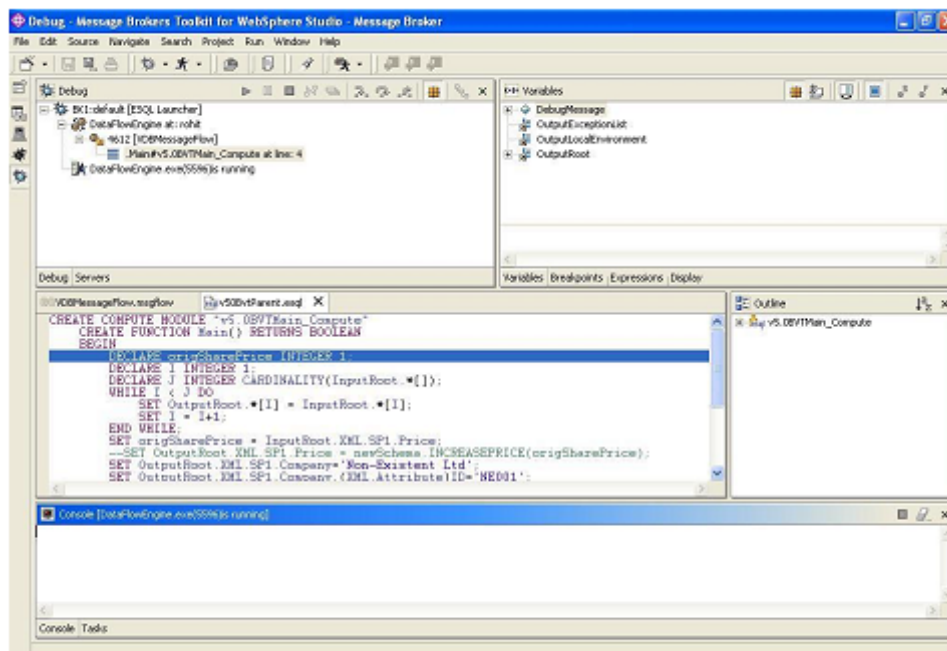 Debug - Message Brokers Toolkit for WebSphere Studio - Message Broker
File Edit Source Navigate Search Project Run Window Help
Debug
BK1:default [ESQL Launcher]
DataFlowEngine at: rohit
4612 [VDBMessageFlow]
.Main#v5.0BVTMain_Compute at line: 4
DataFlowEngine.exe(5596)is running
Debug Servers
Variables
DebugMessage
OutputExceptionList
OutputLocalEnvironment
OutputRoot
Variables Breakpoints Expressions Display
VDBMessageFlow.msgflow v50BvtParent.esql
CREATE COMPUTE MODULE "v5.0BVTMain_Compute"
CREATE FUNCTION Main() RETURNS BOOLEAN
BEGIN
DECLARE origSharePrice INTEGER 1;
DECLARE I INTEGER 1;
DECLARE J INTEGER CARDINALITY(InputRoot.*[]);
WHILE I < J DO
SET OutputRoot.*[I] = InputRoot.*[I];
SET I = I+1;
END WHILE;
SET origSharePrice = InputRoot.XML.SP1.Price;
--SET OutputRoot.XML.SP1.Price = newSchema.INCREASEPRICE(origSharePrice);
SET OutputRoot.XML.SP1.Company='Non-Existent Ltd';
SET OutputRoot.XML.SP1.Company.(XML.Attribute)ID='NED01';
Outline
v5.0BVTMain_Compute
Console [DataFlowEngine.exe(5596)is running]
Console Tasks